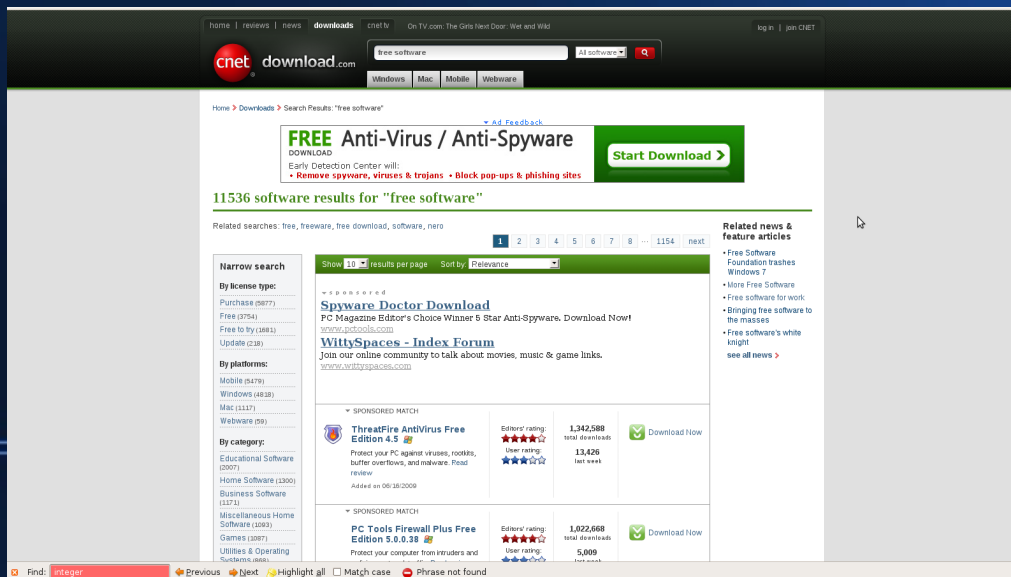 home | reviews | news downloads cnet tv On TV.com: The Girls Next Door: Wet and Wild log in | join CNET
cnet download.com
free software All software
Windows Mac Mobile Webware
Home > Downloads > Search Results: "free software"
Ad Feedback
FREE DOWNLOAD Anti-Virus / Anti-Spyware
Early Detection Center will:
• Remove spyware, viruses & trojans • Block pop-ups & phishing sites
Start Download >
11536 software results for "free software"
Related searches: free, freeware, free download, software, nero
1 2 3 4 5 6 7 8 ... 1154 next
Narrow search
By license type:
Purchase (5877)
Free (3754)
Free to try (1681)
Update (218)
By platforms:
Mobile (5479)
Windows (4818)
Mac (1117)
Webware (59)
By category:
Educational Software
(2007)
Home Software (1300)
Business Software
(1171)
Miscellaneous Home
Software (1093)
Games (1087)
Utilities & Operating
Systems (868)
Show 10 results per page Sort by: Relevance
sponsored
Spyware Doctor Download
PC Magazine Editor's Choice Winner 5 Star Anti-Spyware. Download Now!
www.pctools.com
WittySpaces - Index Forum
Join our online community to talk about movies, music & game links.
www.wittyspaces.com
SPONSORED MATCH
ThreatFire AntiVirus Free
Edition 4.5
Protect your PC against viruses, rootkits,
buffer overflows, and malware. Read
review
Added on 06/16/2009
Editors' rating:
User rating:
1,342,588
total downloads
13,426
last week
Download Now
SPONSORED MATCH
PC Tools Firewall Plus Free
Edition 5.0.0.38
Protect your computer from intruders and
Editors' rating:
User rating:
1,022,668
total downloads
5,009
last week
Download Now
Related news &
feature articles
• Free Software
Foundation trashes
Windows 7
• More Free Software
• Free software for work
• Bringing free software to
the masses
• Free software's white
knight
see all news >
Find: integer Previous Next Highlight all Match case Phrase not found